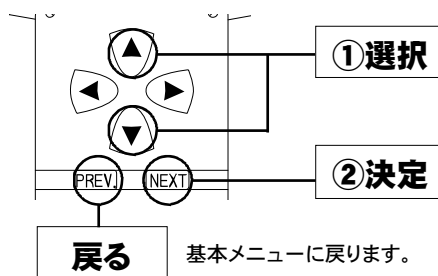 ①選択
②決定
PREV.
NEXT
戻る
基本メニューに戻ります。